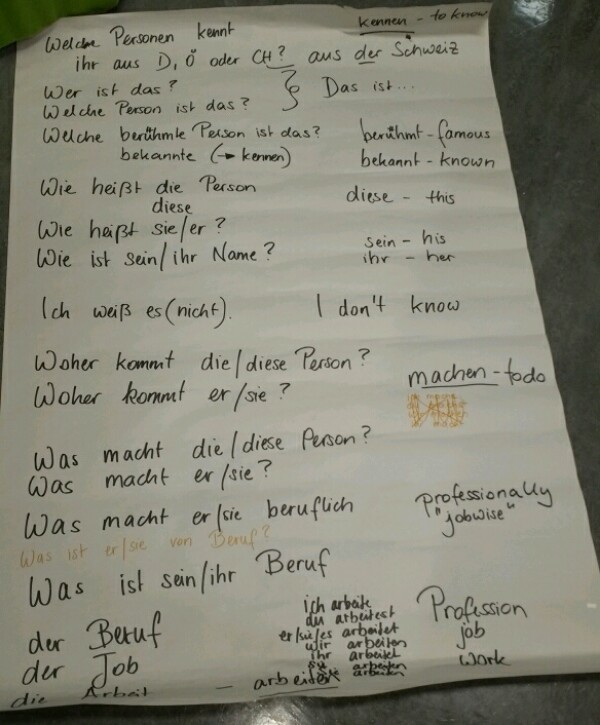 Welche Personen kennt
kennen - to know
ihr aus D, Ö oder CH? aus der Schweiz
Wer ist das?
Das ist...
Welche Person ist das?
Welche berühmte Person ist das?
berühmt - famous
bekannte (→ kennen)
bekannt - known
Wie heißt die Person
diese
diese - this
Wie heißt sie/er?
sein - his
Wie ist sein/ihr Name?
ihr - her
Ich weiß es (nicht).
I don't know
Woher kommt die/diese Person?
Woher kommt er/sie?
machen - to do
Was macht die/diese Person?
Was macht er/sie?
Was macht er/sie beruflich
Professionally
"jobwise"
Was ist er/sie von Beruf?
Was ist sein/ihr Beruf
der Beruf
Profession
der Job
job
die Arbeit
work
- arbeiten
ich arbeite
du arbeitest
er/sie/es arbeitet
wir arbeiten
ihr arbeitet
arbeiten